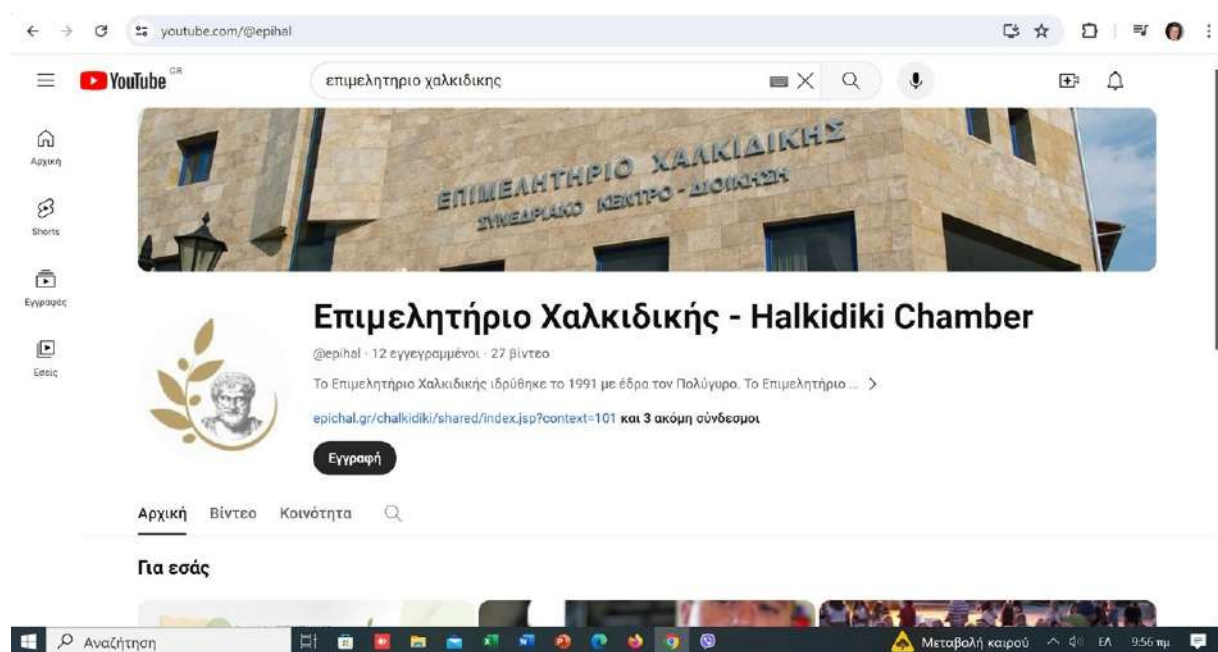 youtube.com/@epihal
YouTube GR
επιμελητηριο χαλκιδικης
Αρχική
Shorts
Εγγραφές
Εσείς
ΕΠΙΜΕΛΗΤΗΡΙΟ ΧΑΛΚΙΔΙΚΗΣ
ΣΥΝΕΔΡΙΑΚΟ ΚΕΝΤΡΟ - ΔΙΟΙΚΗΣΗ
Επιμελητήριο Χαλκιδικής - Halkidiki Chamber
@epihal · 12 εγγεγραμμένοι · 27 βίντεο
Το Επιμελητήριο Χαλκιδικής ιδρύθηκε το 1991 με έδρα τον Πολύγυρο. Το Επιμελητήριο ...
epichal.gr/chalkidiki/shared/index.jsp?context=101 και 3 ακόμη σύνδεσμοι
Εγγραφή
Αρχική Βίντεο Κοινότητα
Για εσάς
Αναζήτηση
Μεταβολή καιρού ΕΛ 9:56 πμ